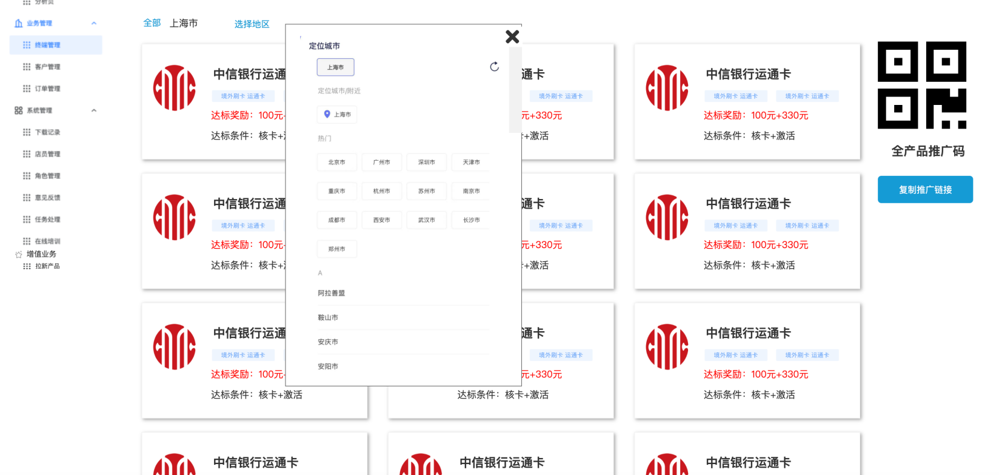 分析页
业务管理
终端管理
客户管理
订单管理
系统管理
下载记录
店员管理
角色管理
意见反馈
任务处理
在线培训
增值业务
拉新产品
全部 上海市 选择地区
定位城市
上海市
定位城市/附近
上海市
热门
北京市 广州市 深圳市 天津市
重庆市 杭州市 苏州市 南京市
成都市 西安市 武汉市 长沙市
郑州市
A
阿拉善盟
鞍山市
安庆市
安阳市
中信银行运通
境外刷卡 运通卡
达标奖励：100元
达标条件：核卡+
通卡
境外刷卡 运通卡
元+330元
+激活
中信银行运通卡
境外刷卡 运通卡 境外刷卡 运通卡
达标奖励：100元+330元
达标条件：核卡+激活
中信银行运通
境外刷卡 运通卡
达标奖励：100元
达标条件：核卡+
通卡
境外刷卡 运通卡
元+330元
+激活
中信银行运通卡
境外刷卡 运通卡 境外刷卡 运通卡
达标奖励：100元+330元
达标条件：核卡+激活
中信银行运通
境外刷卡 运通卡
达标奖励：100元
达标条件：核卡+激活
通卡
境外刷卡 运通卡
元+330元
达标条件：核卡+激活
中信银行运通卡
境外刷卡 运通卡 境外刷卡 运通卡
达标奖励：100元+330元
达标条件：核卡+激活
中信银行运通卡
中信银行运通卡
中信银行运通卡
全产品推广码
复制推广链接